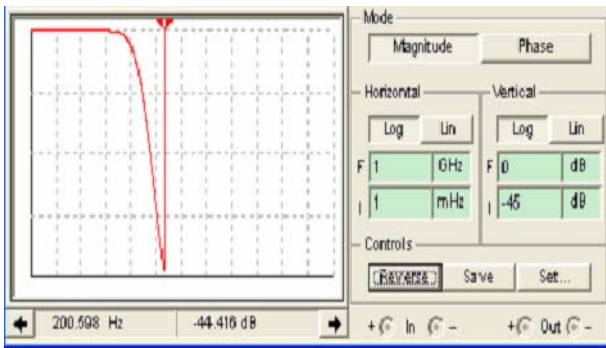 Mode
Magnitude Phase
Horizontal Vertical
Log Lin Log Lin
F 1 GHz F 0 dB
I 1 mHz I -45 dB
Controls
Reverse Save Set...
200.598 Hz -44.416 dB
+ In - + Out -